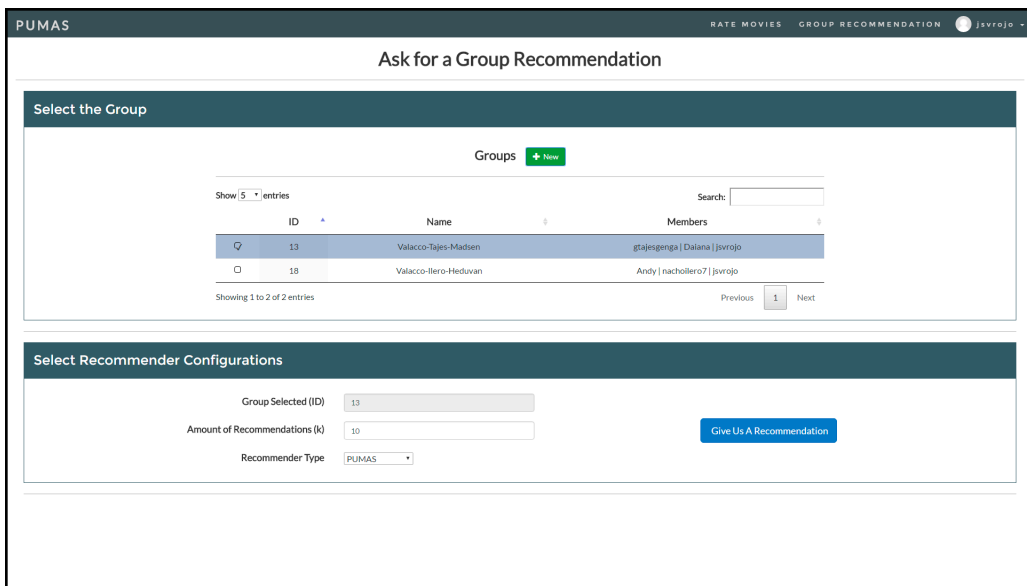 PUMAS RATE MOVIES GROUP RECOMMENDATION jsvrojo
Ask for a Group Recommendation
Select the Group
Groups + New
Show 5 entries Search:
ID Name Members
13 Valacco-Tajes-Madsen gtajesgenga | Daiana | jsvrojo
18 Valacco-Ilero-Heduvan Andy | nachoilero7 | jsvrojo
Showing 1 to 2 of 2 entries Previous 1 Next
Select Recommender Configurations
Group Selected (ID) 13
Amount of Recommendations (k) 10 Give Us A Recommendation
Recommender Type PUMAS